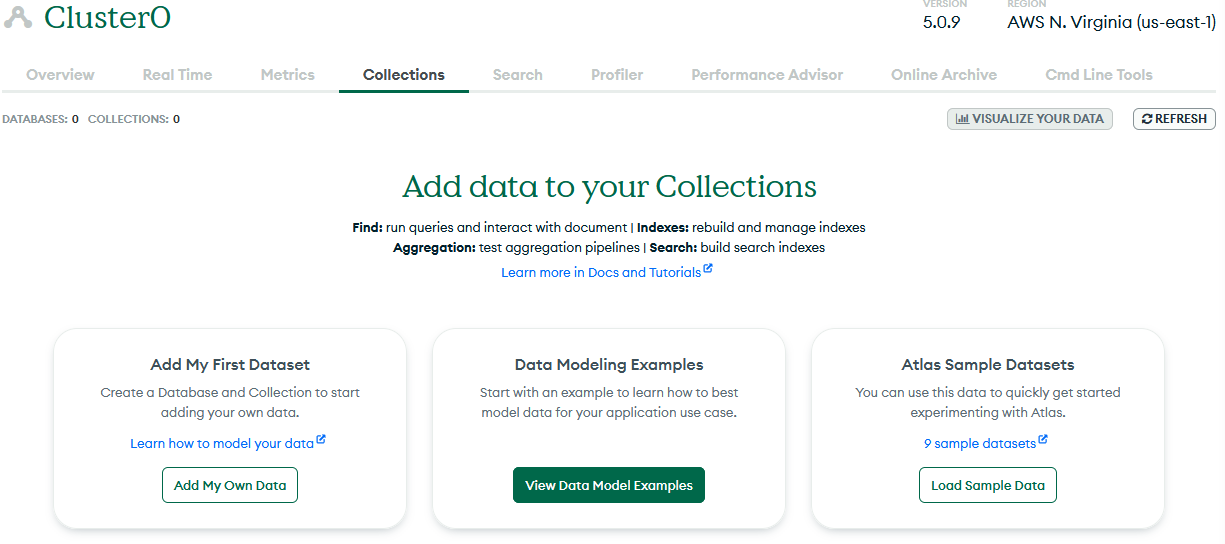 Cluster0
VERSION
5.0.9
REGION
AWS N. Virginia (us-east-1)
Overview
Real Time
Metrics
Collections
Search
Profiler
Performance Advisor
Online Archive
Cmd Line Tools
DATABASES: 0 COLLECTIONS: 0
VISUALIZE YOUR DATA
REFRESH
Add data to your Collections
Find: run queries and interact with document | Indexes: rebuild and manage indexes
Aggregation: test aggregation pipelines | Search: build search indexes
Learn more in Docs and Tutorials
Add My First Dataset
Create a Database and Collection to start
adding your own data.
Learn how to model your data
Add My Own Data
Data Modeling Examples
Start with an example to learn how to best
model data for your application use case.
View Data Model Examples
Atlas Sample Datasets
You can use this data to quickly get started
experimenting with Atlas.
9 sample datasets
Load Sample Data